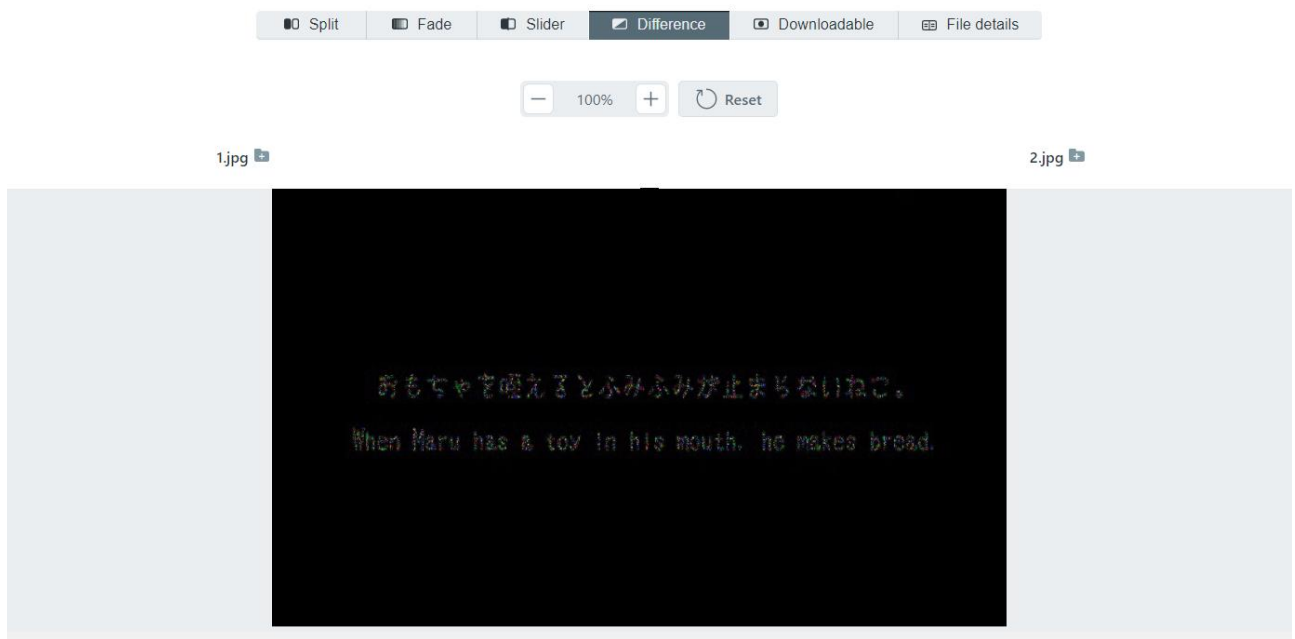 Split Fade Slider Difference Downloadable File details
100% Reset
1.jpg 2.jpg
おもちゃを咥えるとふみふみが止まらないねこ。
When Maru has a toy in his mouth, he makes bread.